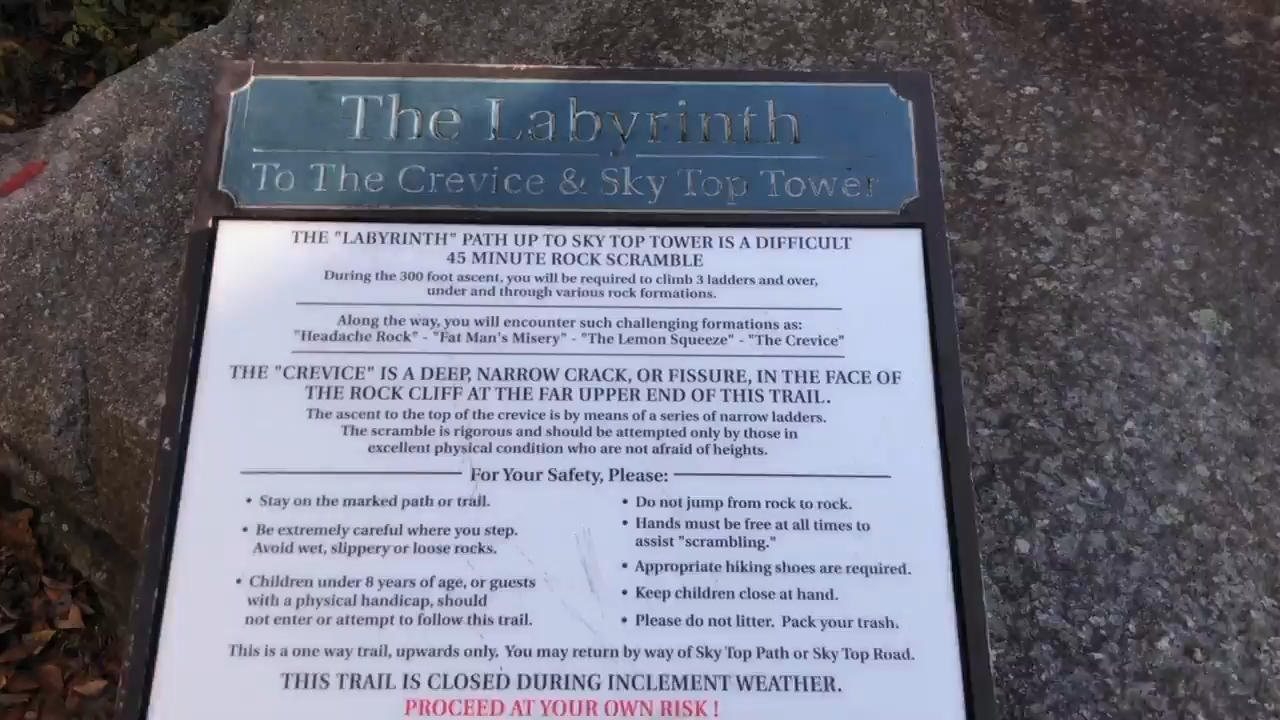 The Labyrinth
To The Crevice & Sky Top Tower
THE "LABYRINTH" PATH UP TO SKY TOP TOWER IS A DIFFICULT
45 MINUTE ROCK SCRAMBLE
During the 300 foot ascent, you will be required to climb 3 ladders and over,
under and through various rock formations.
Along the way, you will encounter such challenging formations as:
"Headache Rock" - "Fat Man's Misery" - "The Lemon Squeeze" - "The Crevice"
THE "CREVICE" IS A DEEP, NARROW CRACK, OR FISSURE, IN THE FACE OF
THE ROCK CLIFF AT THE FAR UPPER END OF THIS TRAIL.
The ascent to the top of the crevice is by means of a series of narrow ladders.
The scramble is rigorous and should be attempted only by those in
excellent physical condition who are not afraid of heights.
For Your Safety, Please:
• Stay on the marked path or trail.
• Be extremely careful where you step.
Avoid wet, slippery or loose rocks.
• Children under 8 years of age, or guests
with a physical handicap, should
not enter or attempt to follow this trail.
• Do not jump from rock to rock.
• Hands must be free at all times to
assist "scrambling."
• Appropriate hiking shoes are required.
• Keep children close at hand.
• Please do not litter. Pack your trash.
This is a one way trail, upwards only. You may return by way of Sky Top Path or Sky Top Road.
THIS TRAIL IS CLOSED DURING INCLEMENT WEATHER.
PROCEED AT YOUR OWN RISK !